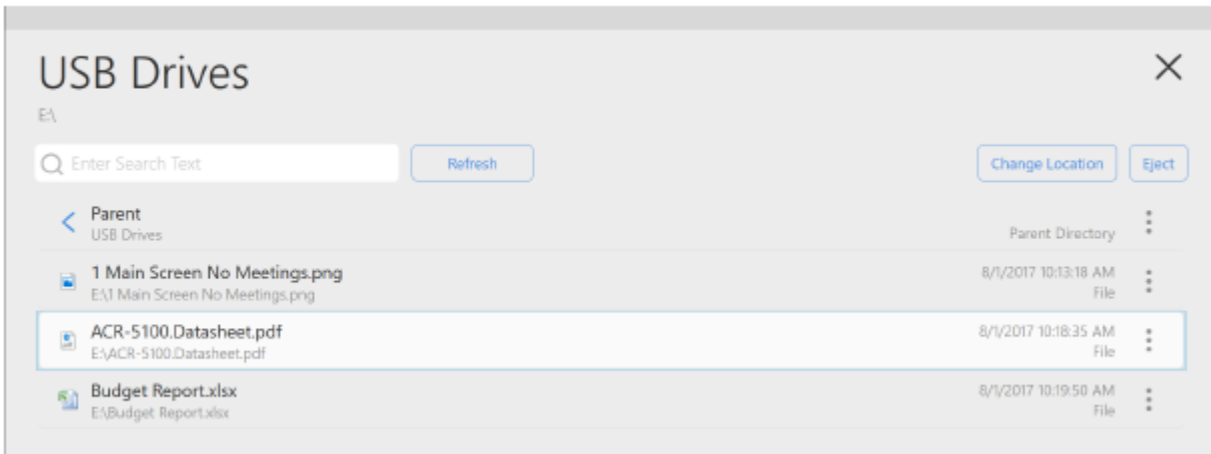 USB Drives
E:\
Enter Search Text
Refresh
Change Location
Eject
Parent
USB Drives
Parent Directory
1 Main Screen No Meetings.png
E:\1 Main Screen No Meetings.png
8/1/2017 10:13:18 AM
File
ACR-5100.Datasheet.pdf
E:\ACR-5100.Datasheet.pdf
8/1/2017 10:18:35 AM
File
Budget Report.xlsx
E:\Budget Report.xlsx
8/1/2017 10:19:50 AM
File